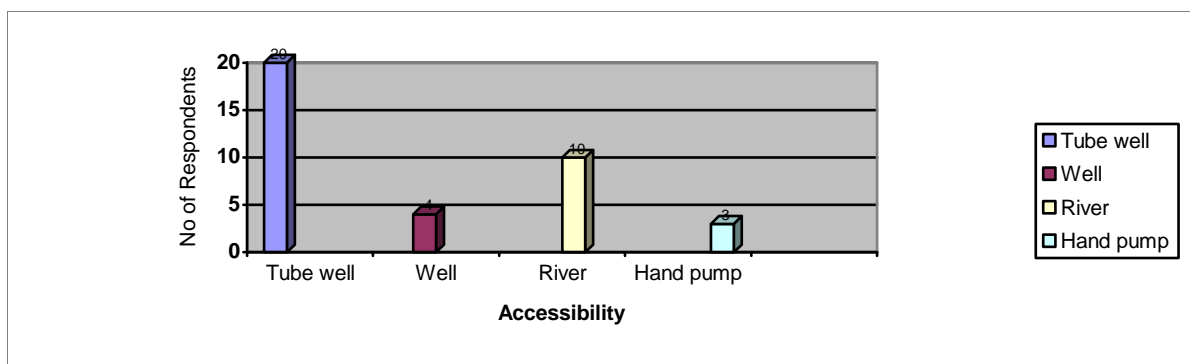 20
20
15
10
5
0
No of Respondents
4
10
3
Tube well Well River Hand pump
Accessibility
Tube well
Well
River
Hand pump